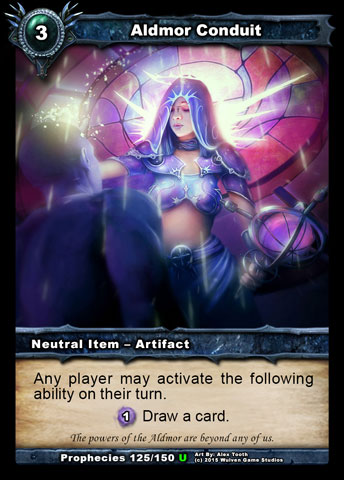 3
Aldmor Conduit
Neutral Item – Artifact
Any player may activate the following
ability on their turn.
1 Draw a card.
The powers of the Aldmor are beyond any of us.
Prophecies 125/150 U
Art By: Alex Tooth
(c) 2015 Wulven Game Studios